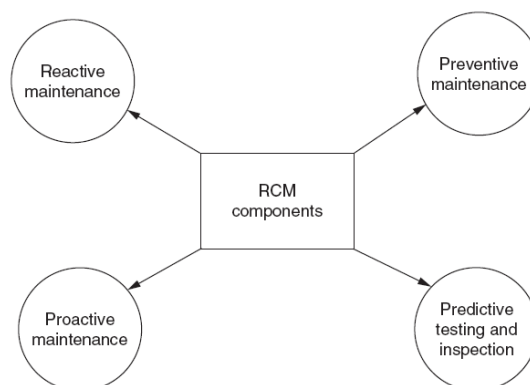 Reactive
maintenance
Preventive
maintenance
RCM
components
Proactive
maintenance
Predictive
testing and
inspection